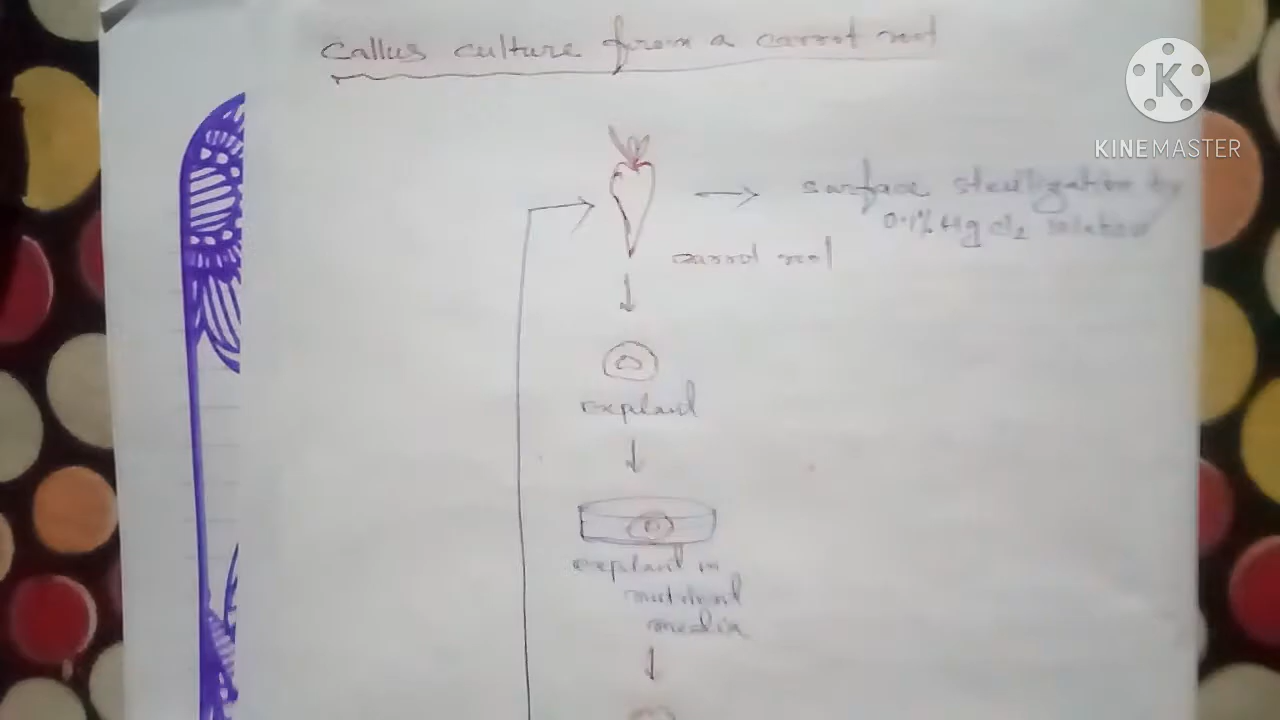 Callus culture from a carrot root
K
KINEMASTER
surface sterilization by
0.1% HgCl2 solution
carrot root
explant
explant in
nutrient
media